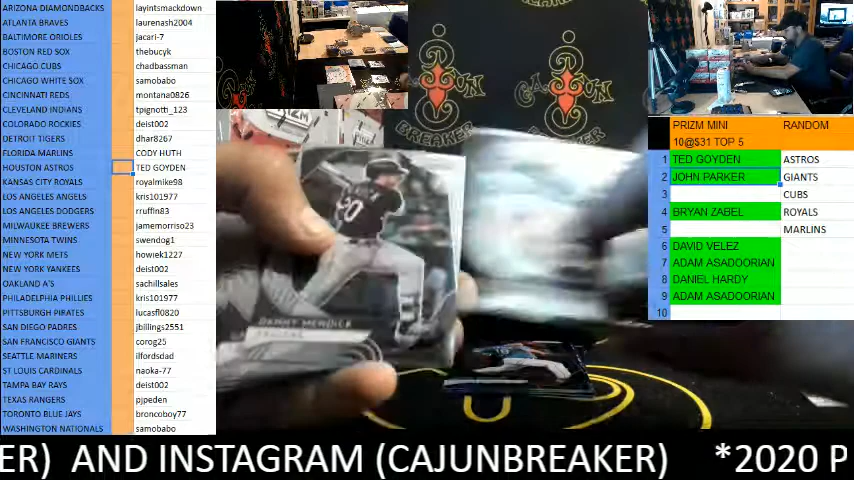 ARIZONA DIAMONDBACKS layintsmackdown
ATLANTA BRAVES laurenash2004
BALTIMORE ORIOLES jacari-7
BOSTON RED SOX thebucyk
CHICAGO CUBS chadbassman
CHICAGO WHITE SOX samobabo
CINCINNATI REDS montana0826
CLEVELAND INDIANS tpignotti_123
COLORADO ROCKIES deist002
DETROIT TIGERS dhar8267
FLORIDA MARLINS CODY HUTH
HOUSTON ASTROS TED GOYDEN
KANSAS CITY ROYALS royalmike98
LOS ANGELES ANGELS kris101977
LOS ANGELES DODGERS rruffin83
MILWAUKEE BREWERS jamemorriso23
MINNESOTA TWINS swendog1
NEW YORK METS howiek1227
NEW YORK YANKEES deist002
OAKLAND A'S sachillsales
PHILADELPHIA PHILLIES kris101977
PITTSBURGH PIRATES lucasfl0820
SAN DIEGO PADRES jbillings2551
SAN FRANCISCO GIANTS corog25
SEATTLE MARINERS ilfordsdad
ST LOUIS CARDINALS naoka-77
TAMPA BAY RAYS deist002
TEXAS RANGERS pjpeden
TORONTO BLUE JAYS broncoboy77
WASHINGTON NATIONALS samobabo
PRIZM
BREAKER
CAJUN
BREAKER
20
DANNY MENDICK
PRIZM MINI RANDOM
10@$31 TOP 5
1 TED GOYDEN ASTROS
2 JOHN PARKER GIANTS
3 CUBS
4 BRYAN ZABEL ROYALS
5 MARLINS
6 DAVID VELEZ
7 ADAM ASADOORIAN
8 DANIEL HARDY
9 ADAM ASADOORIAN
10
ER) AND INSTAGRAM (CAJUNBREAKER) *2020 P